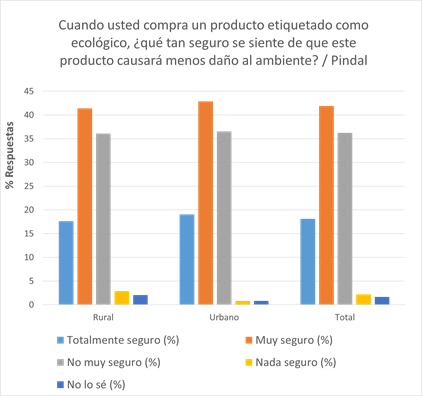 Cuando usted compra un producto etiquetado como
ecológico, ¿qué tan seguro se siente de que este
producto causará menos daño al ambiente? / Pindal
% Respuestas
45
40
35
30
25
20
15
10
5
0
Rural Urbano Total
Totalmente seguro (%) Muy seguro (%)
No muy seguro (%) Nada seguro (%)
No lo sé (%)